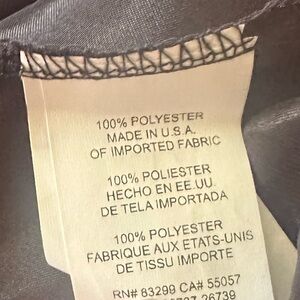 100% POLYESTER
MADE IN U.S.A.
OF IMPORTED FABRIC
100% POLIESTER
HECHO EN EE.UU.
DE TELA IMPORTADA
100% POLYESTER
FABRIQUE AUX ETATS-UNIS
DE TISSU IMPORTE
RN# 83299 CA# 55057
26739